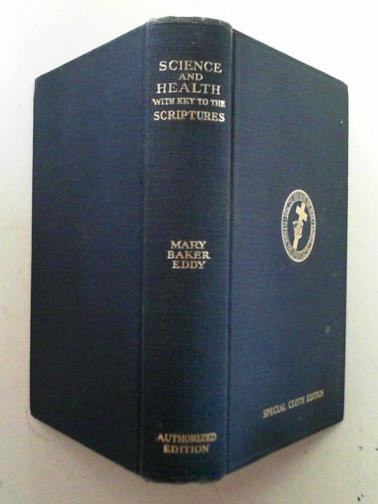 SCIENCE
AND
HEALTH
WITH KEY TO THE
SCRIPTURES
MARY
BAKER
EDDY
AUTHORIZED
EDITION
SPECIAL CLOTH EDITION